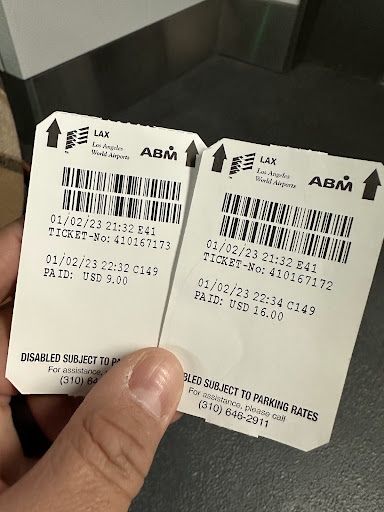 LAX
Los Angeles
World Airports
ABM
01/02/23 21:32 E41
TICKET-No: 410167173
01/02/23 22:32 C149
PAID: USD 9.00
DISABLED SUBJECT TO PA
For assistance,
(310) 64
LAX
Los Angeles
World Airports
ABM
01/02/23 21:32 E41
TICKET-No: 410167172
01/02/23 22:34 C149
PAID: USD 16.00
BLED SUBJECT TO PARKING RATES
For assistance, please call
(310) 646-2911